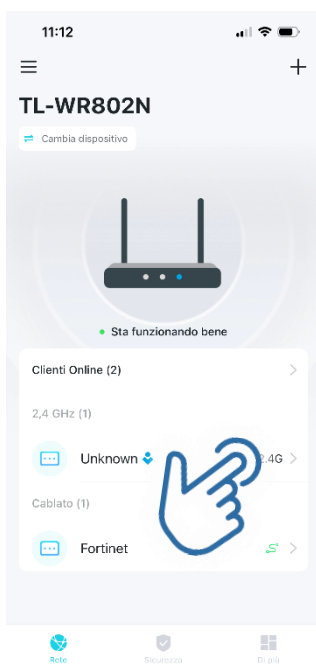 11:12
TL-WR802N
Cambia dispositivo
Sta funzionando bene
Clienti Online (2)
2,4 GHz (1)
Unknown
2.4G
Cablato (1)
Fortinet
Rete
Sicurezza
Di più